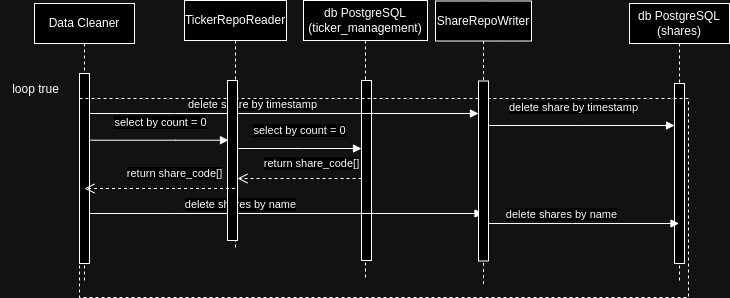 Data Cleaner
TickerRepoReader
db PostgreSQL
(ticker_management)
ShareRepoWriter
db PostgreSQL
(shares)
loop true
delete share by timestamp
delete share by timestamp
select by count = 0
select by count = 0
return share_code[]
return share_code[]
delete shares by name
delete shares by name